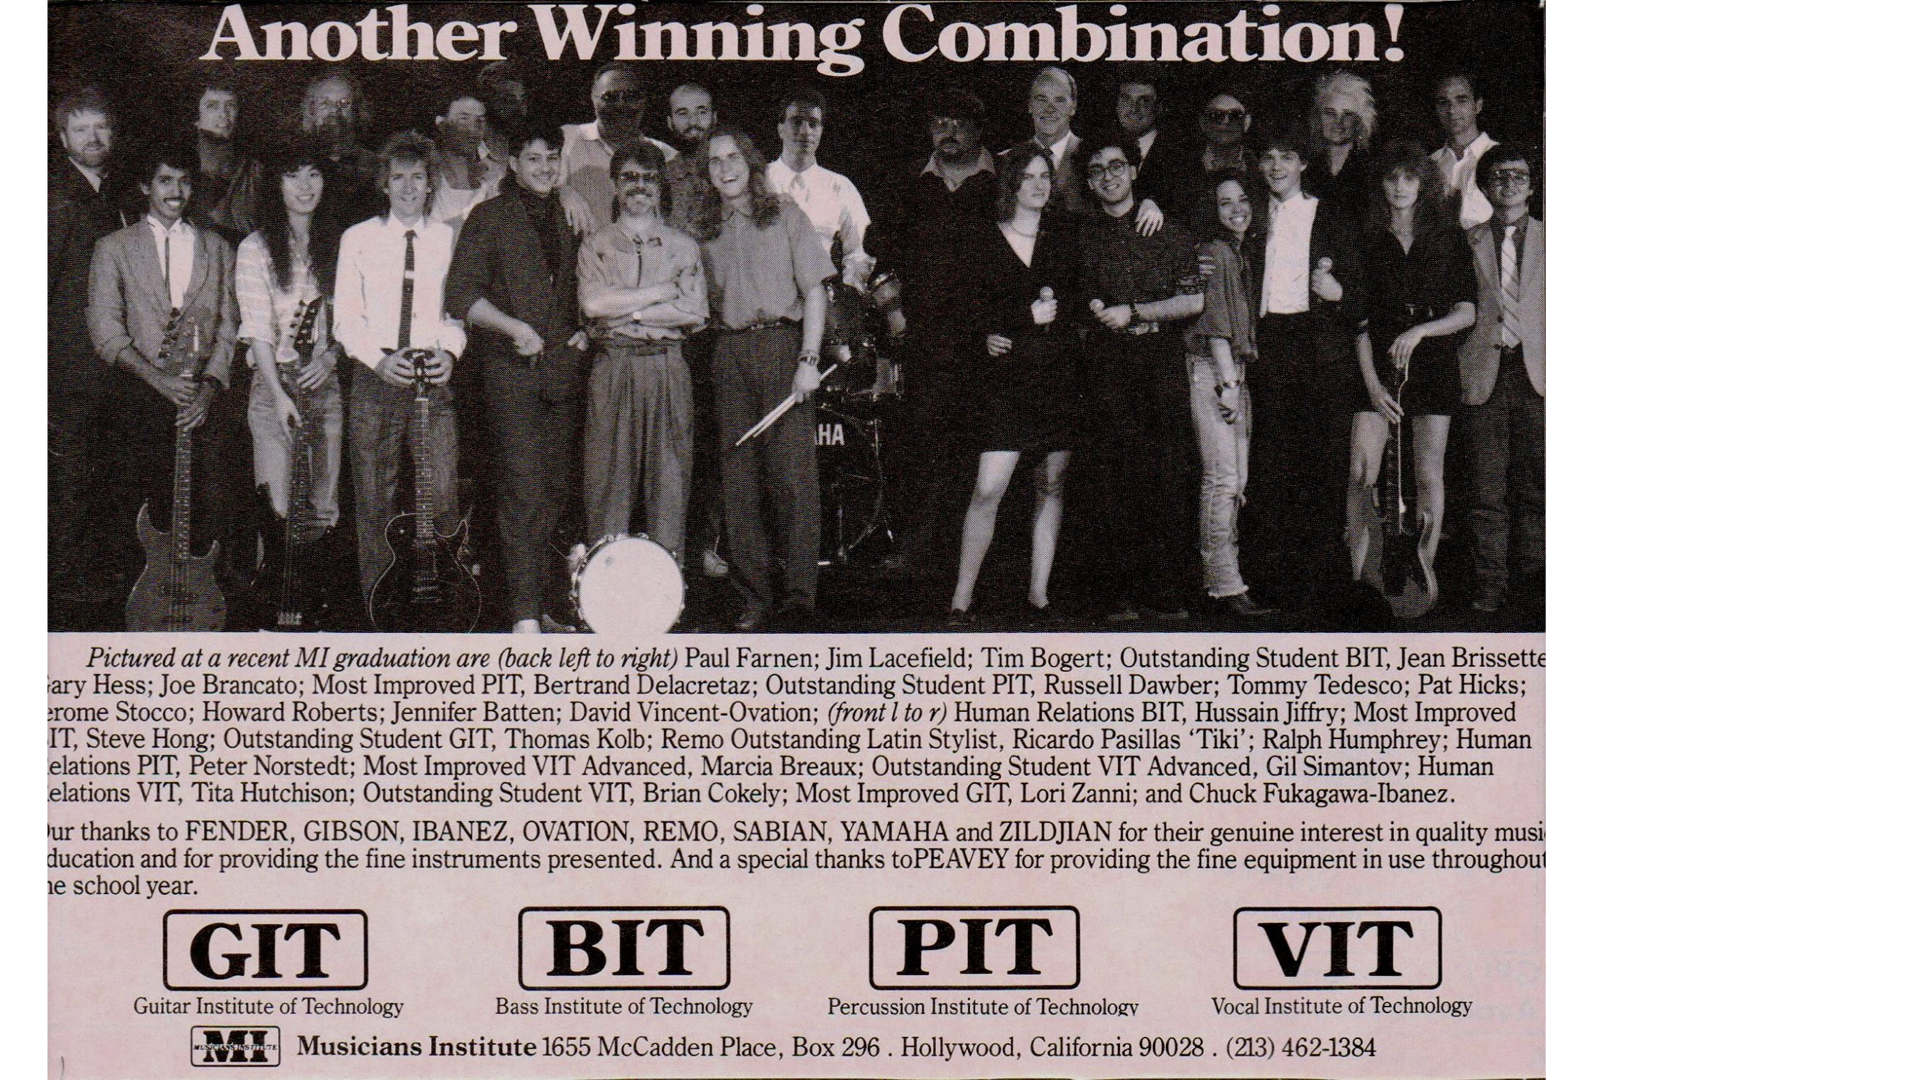 Another Winning Combination!
AHA
Pictured at a recent MI graduation are (back left to right) Paul Farnen; Jim Lacefield; Tim Bogert; Outstanding Student BIT, Jean Brissette
ary Hess; Joe Brancato; Most Improved PIT, Bertrand Delacretaz; Outstanding Student PIT, Russell Dawber; Tommy Tedesco; Pat Hicks;
erome Stocco; Howard Roberts; Jennifer Batten; David Vincent-Ovation; (front l to r) Human Relations BIT, Hussain Jiffry; Most Improved
IT, Steve Hong; Outstanding Student GIT, Thomas Kolb; Remo Outstanding Latin Stylist, Ricardo Pasillas ‘Tiki’; Ralph Humphrey; Human
elations PIT, Peter Norstedt; Most Improved VIT Advanced, Marcia Breaux; Outstanding Student VIT Advanced, Gil Simantov; Human
elations VIT, Tita Hutchison; Outstanding Student VIT, Brian Cokely; Most Improved GIT, Lori Zanni; and Chuck Fukagawa-Ibanez.
ur thanks to FENDER, GIBSON, IBANEZ, OVATION, REMO, SABIAN, YAMAHA and ZILDJIAN for their genuine interest in quality musi
ducation and for providing the fine instruments presented. And a special thanks toPEAVEY for providing the fine equipment in use throughout
he school year.
GIT BIT PIT VIT
Guitar Institute of Technology Bass Institute of Technology Percussion Institute of Technology Vocal Institute of Technology
MI MUSICIANS INSTITUTE Musicians Institute 1655 McCadden Place, Box 296 . Hollywood, California 90028 . (213) 462-1384